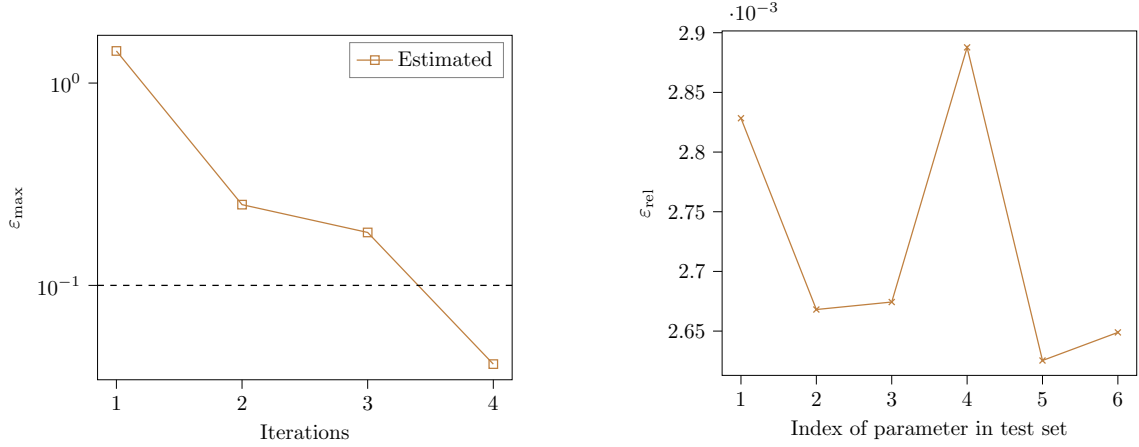 10⁰
10⁻¹
ε_max
1 2 3 4
Iterations
Estimated
·10⁻³
2.9
2.85
2.8
2.75
2.7
2.65
ε_rel
1 2 3 4 5 6
Index of parameter in test set